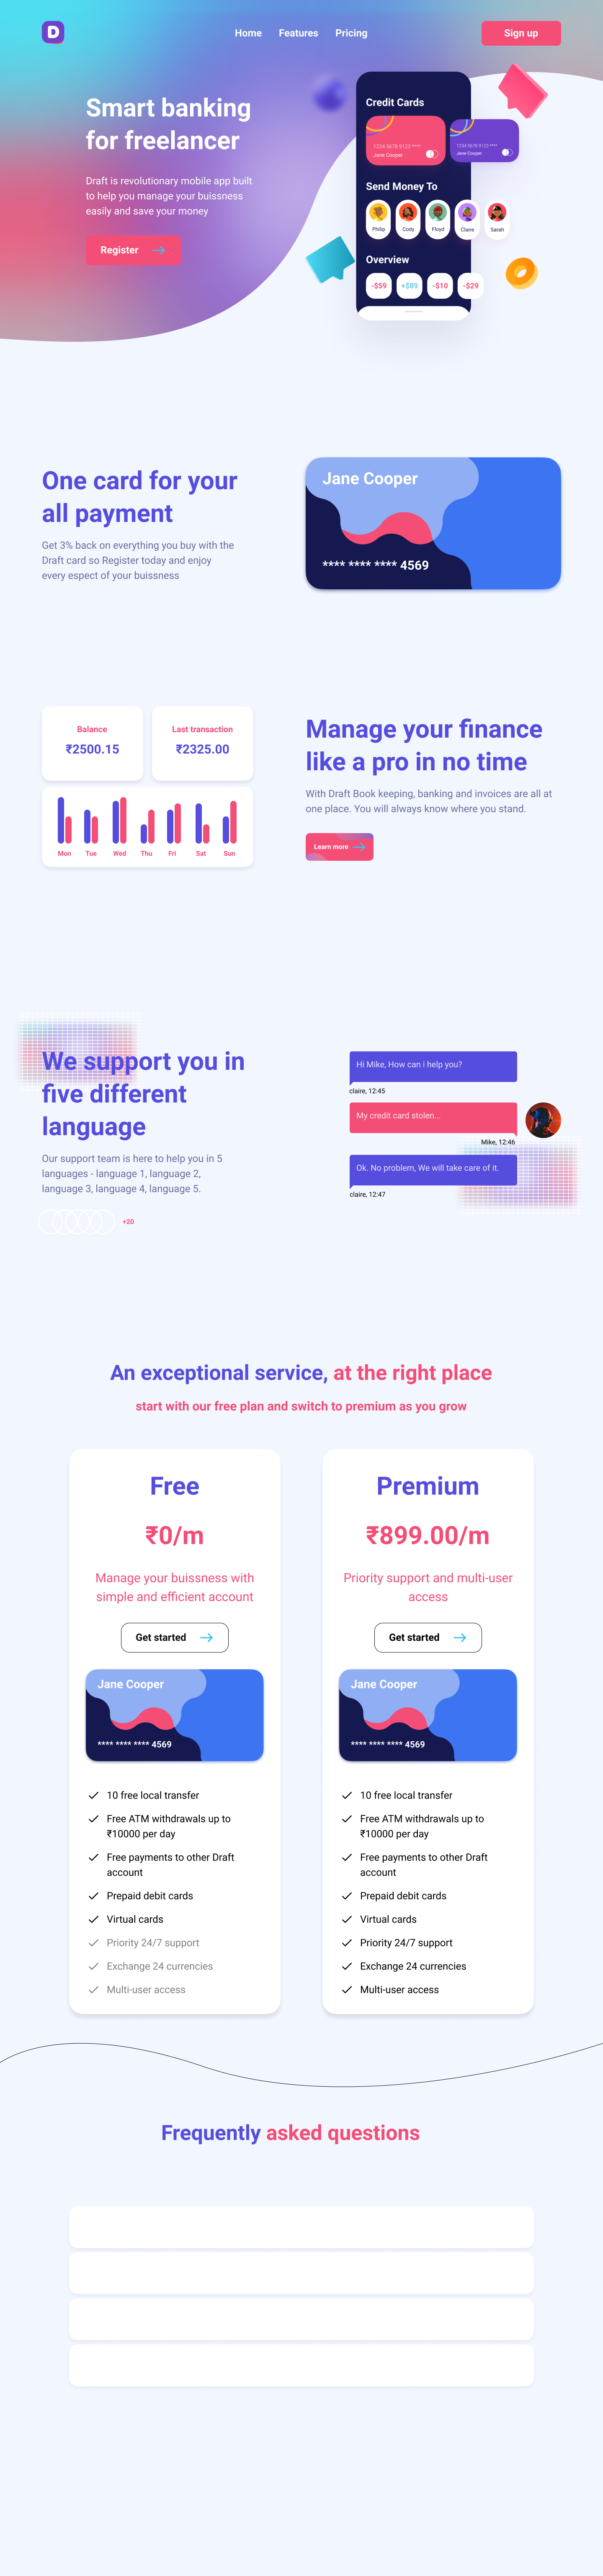 D
Home Features Pricing
Sign up
Smart banking
for freelancer
Draft is revolutionary mobile app built
to help you manage your buissness
easily and save your money
Register
Credit Cards
1234 5678 9123 ****
Jane Cooper
1234 5678 9123 ****
Jane Cooper
Send Money To
Philip Cody Floyd Claire Sarah
Overview
-$59 +$89 -$10 -$29
One card for your
all payment
Get 3% back on everything you buy with the
Draft card so Register today and enjoy
every espect of your buissness
Jane Cooper
**** **** **** 4569
Balance
₹2500.15
Last transaction
₹2325.00
Mon Tue Wed Thu Fri Sat Sun
Manage your finance
like a pro in no time
With Draft Book keeping, banking and invoices are all at
one place. You will always know where you stand.
Learn more
We support you in
five different
language
Our support team is here to help you in 5
languages - language 1, language 2,
language 3, language 4, language 5.
+20
Hi Mike, How can i help you?
claire, 12:45
My credit card stolen...
Mike, 12:46
Ok. No problem, We will take care of it.
claire, 12:47
An exceptional service, at the right place
start with our free plan and switch to premium as you grow
Free
₹0/m
Manage your buissness with
simple and efficient account
Get started
Jane Cooper
**** **** **** 4569
10 free local transfer
Free ATM withdrawals up to
₹10000 per day
Free payments to other Draft
account
Prepaid debit cards
Virtual cards
Priority 24/7 support
Exchange 24 currencies
Multi-user access
Premium
₹899.00/m
Priority support and multi-user
access
Get started
Jane Cooper
**** **** **** 4569
10 free local transfer
Free ATM withdrawals up to
₹10000 per day
Free payments to other Draft
account
Prepaid debit cards
Virtual cards
Priority 24/7 support
Exchange 24 currencies
Multi-user access
Frequently asked questions